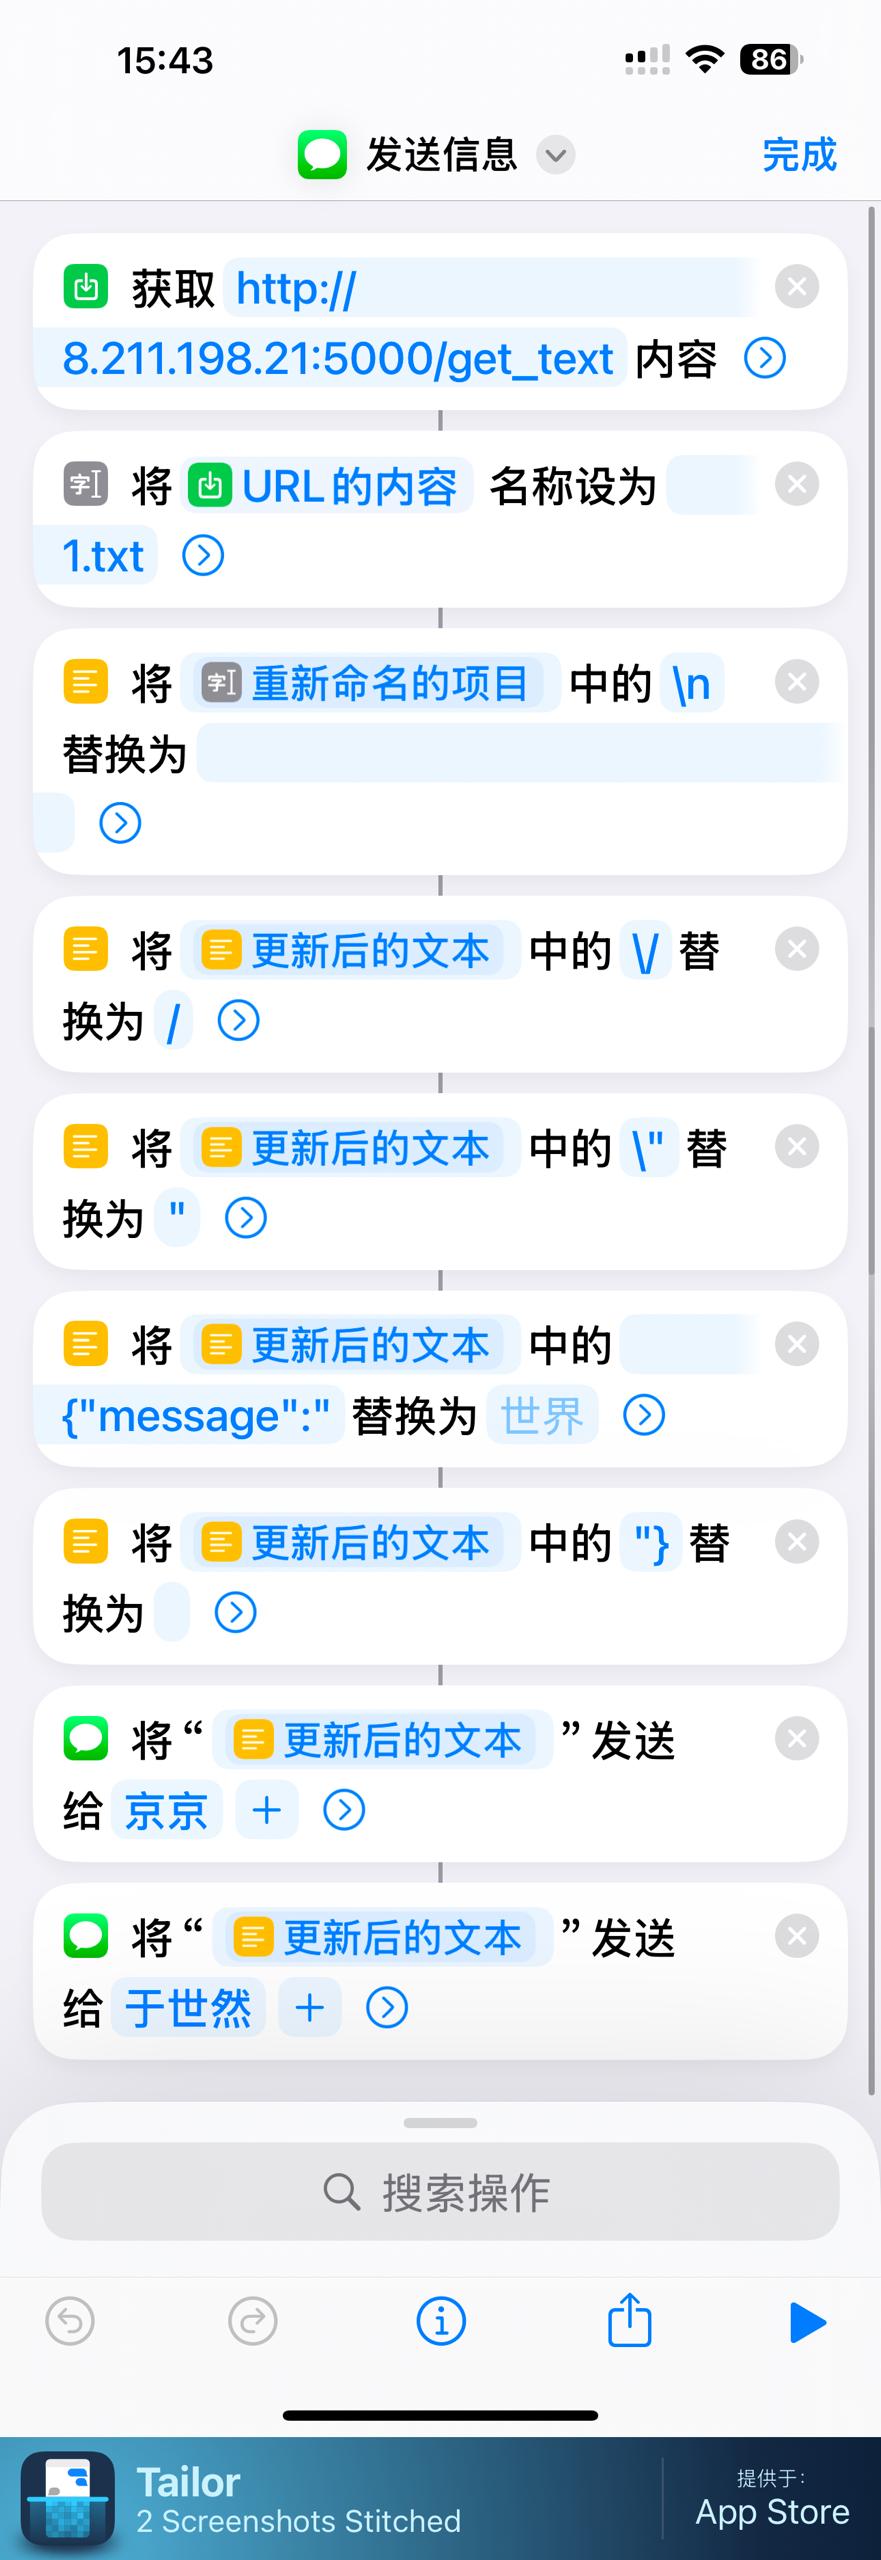 15:43
86
发送信息
完成
获取 http://
8.211.198.21:5000/get_text 内容
将 URL的内容 名称设为
1.txt
将 重新命名的项目 中的 \n
替换为
将 更新后的文本 中的 \/ 替
换为 /
将 更新后的文本 中的 \" 替
换为 "
将 更新后的文本 中的
{"message":" 替换为 世界
将 更新后的文本 中的 "} 替
换为
将 “ 更新后的文本 ” 发送
给 京京 +
将 “ 更新后的文本 ” 发送
给 于世然 +
搜索操作
Tailor
2 Screenshots Stitched
提供于:
App Store